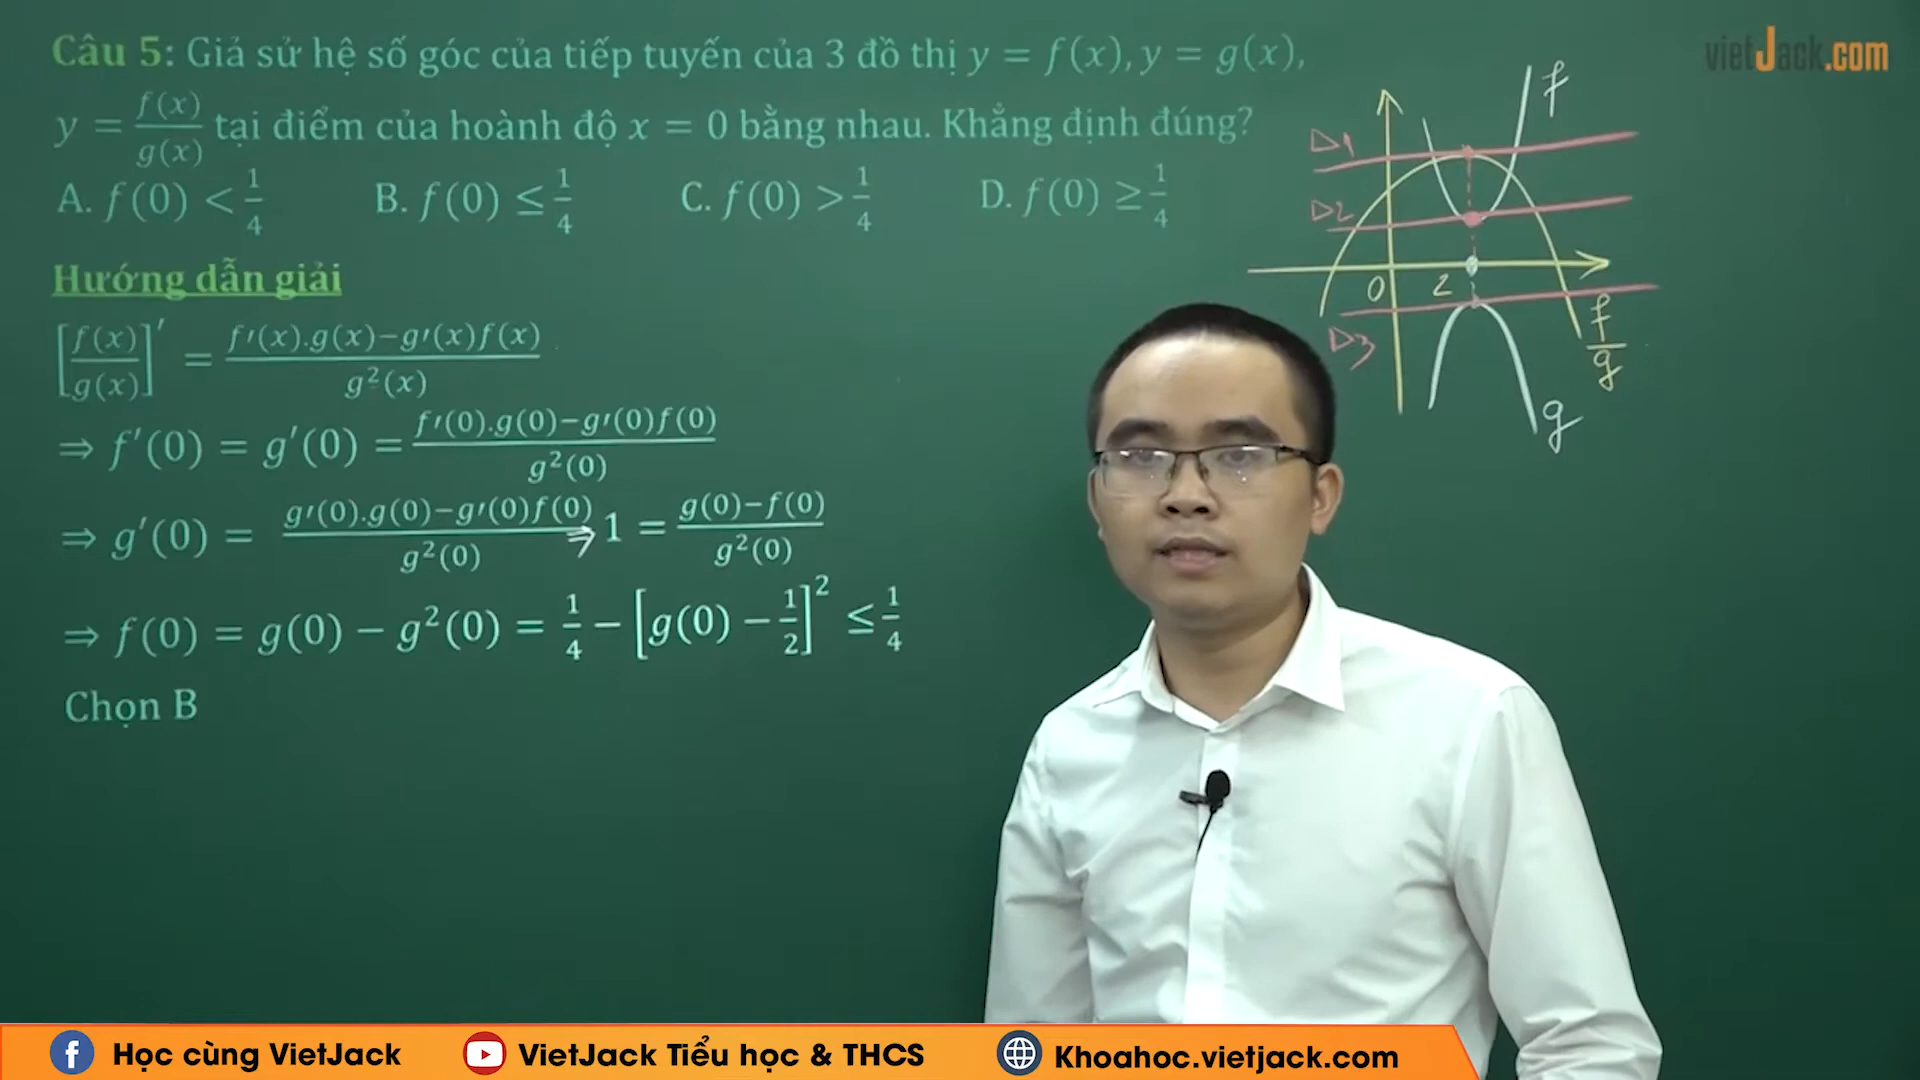 Câu 5: Giả sử hệ số góc của tiếp tuyến của 3 đồ thị y = f(x), y = g(x),
y = f(x)/g(x) tại điểm của hoành độ x = 0 bằng nhau. Khẳng định đúng?
A. f(0) < 1/4 B. f(0) ≤ 1/4 C. f(0) > 1/4 D. f(0) ≥ 1/4
Hướng dẫn giải
[f(x)/g(x)]′ = (f′(x).g(x)−g′(x)f(x))/g²(x)
⇒ f′(0) = g′(0) = (f′(0).g(0)−g′(0)f(0))/g²(0)
⇒ g′(0) = (g′(0).g(0)−g′(0)f(0))/g²(0) ⇒ 1 = (g(0)−f(0))/g²(0)
⇒ f(0) = g(0) − g²(0) = 1/4 − [g(0) − 1/2]² ≤ 1/4
Chọn B
vietJack.com
f
Δ1
Δ2
0 2
Δ3
f/g
g
Học cùng VietJack
VietJack Tiểu học & THCS
Khoahoc.vietjack.com